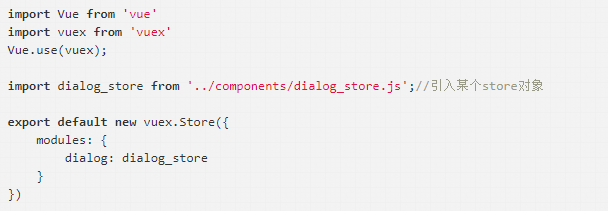 import Vue from 'vue'
import vuex from 'vuex'
Vue.use(vuex);
import dialog_store from '../components/dialog_store.js';//引入某个store对象
export default new vuex.Store({
    modules: {
        dialog: dialog_store
    }
})